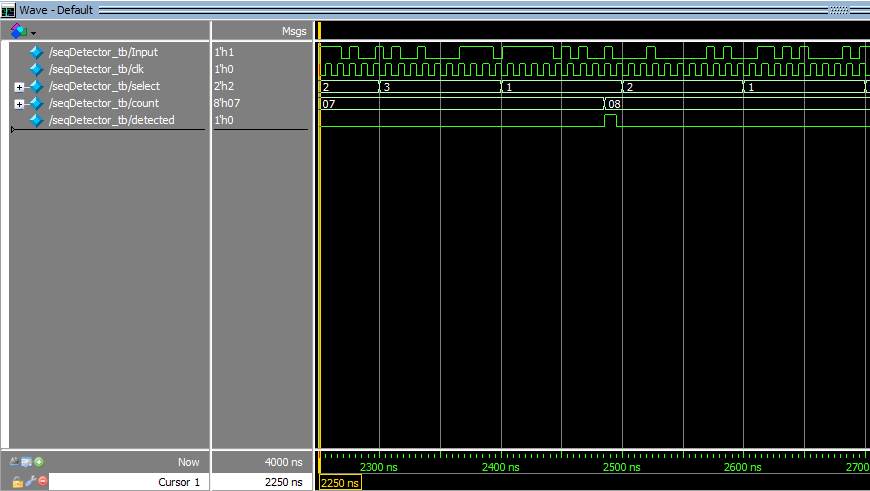 Wave - Default
Msgs
/seqDetector_tb/Input 1'h1
/seqDetector_tb/clk 1'h0
/seqDetector_tb/select 2'h2 2 3 1 2 1
/seqDetector_tb/count 8'h07 07 08
/seqDetector_tb/detected 1'h0
Now 4000 ns 2300 ns 2400 ns 2500 ns 2600 ns 2700
Cursor 1 2250 ns 2250 ns